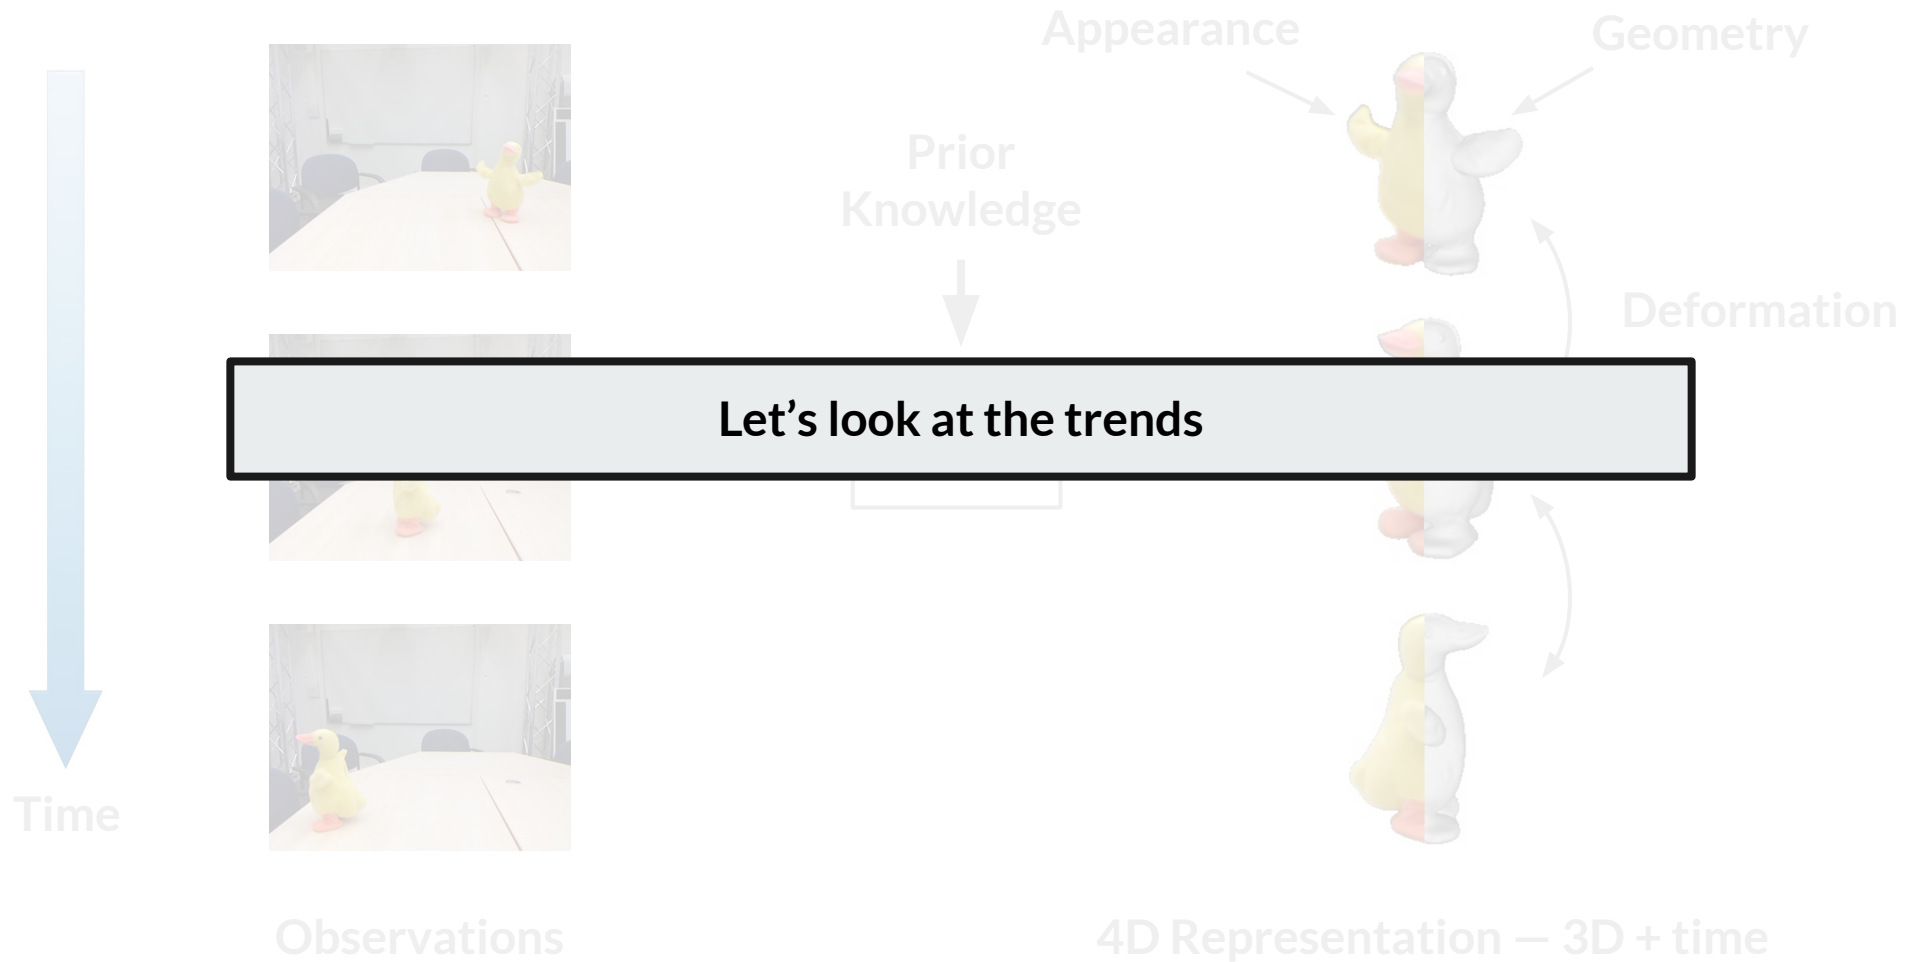 Appearance
Geometry
Prior
Knowledge
Deformation
Let’s look at the trends
Time
Observations
4D Representation — 3D + time